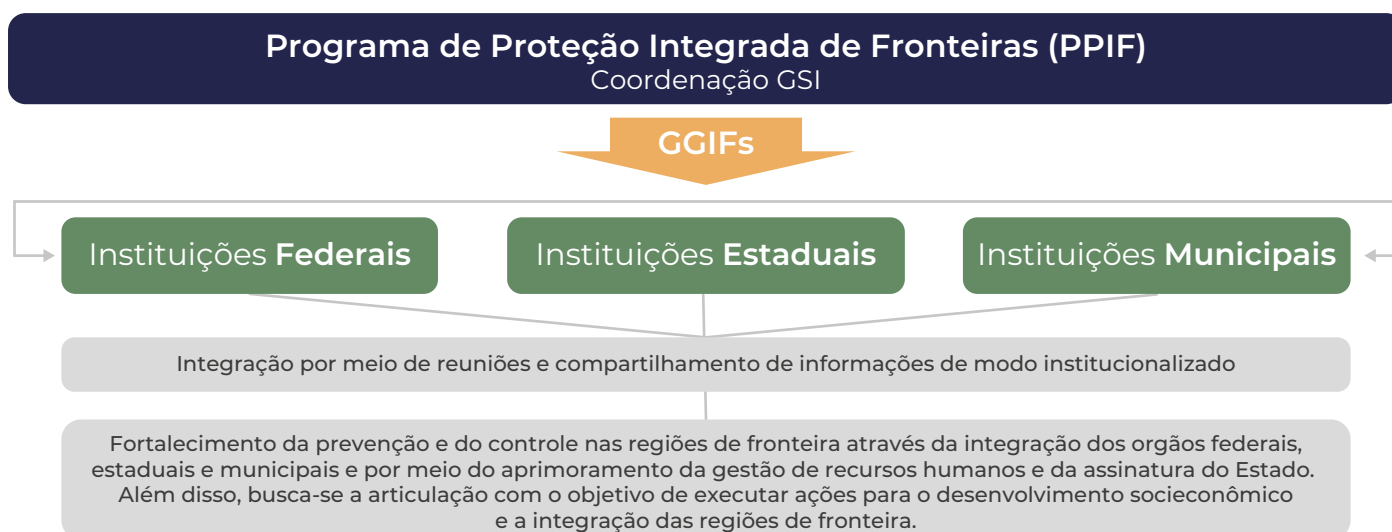 Programa de Proteção Integrada de Fronteiras (PPIF)
Coordenação GSI
GGIFs
Instituições Federais
Instituições Estaduais
Instituições Municipais
Integração por meio de reuniões e compartilhamento de informações de modo institucionalizado
Fortalecimento da prevenção e do controle nas regiões de fronteira através da integração dos orgãos federais,
estaduais e municipais e por meio do aprimoramento da gestão de recursos humanos e da assinatura do Estado.
Além disso, busca-se a articulação com o objetivo de executar ações para o desenvolvimento socieconômico
e a integração das regiões de fronteira.